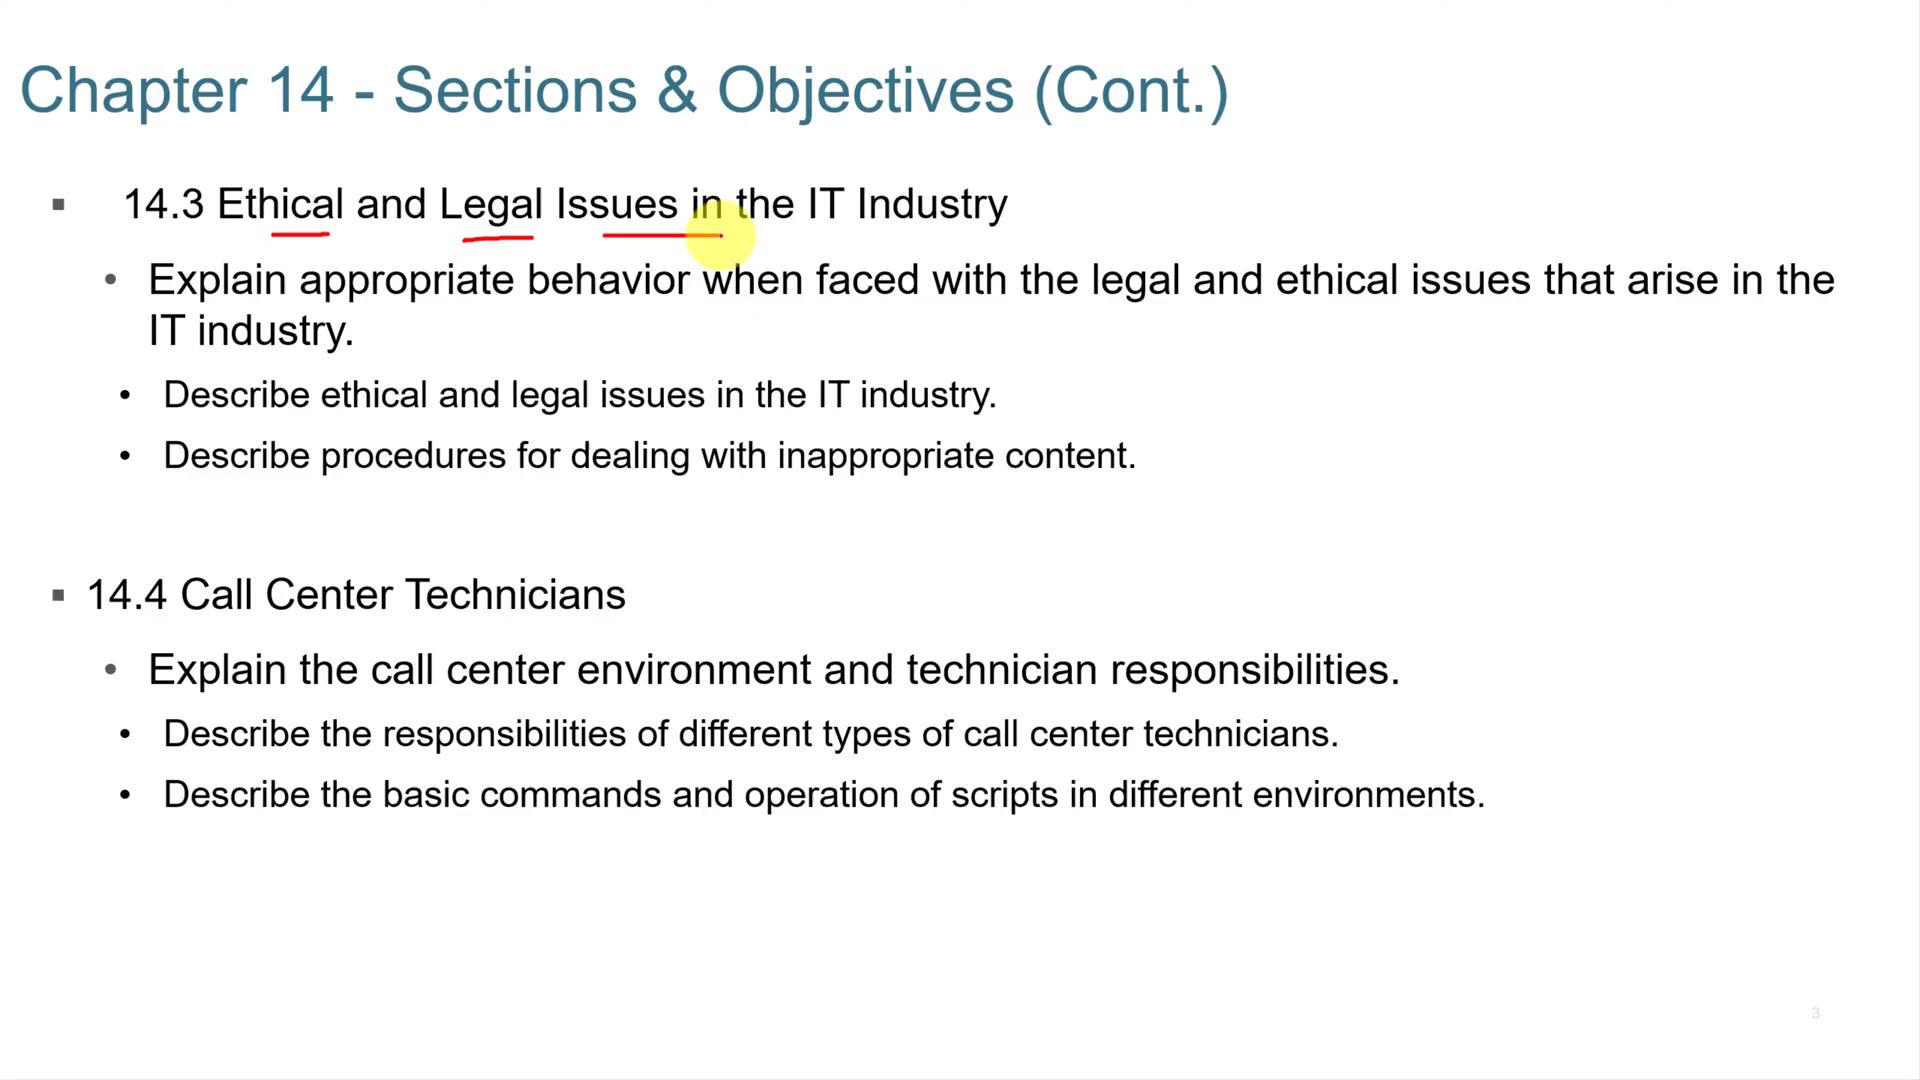 Chapter 14 - Sections & Objectives (Cont.)
▪ 14.3 Ethical and Legal Issues in the IT Industry
• Explain appropriate behavior when faced with the legal and ethical issues that arise in the
IT industry.
• Describe ethical and legal issues in the IT industry.
• Describe procedures for dealing with inappropriate content.
▪ 14.4 Call Center Technicians
• Explain the call center environment and technician responsibilities.
• Describe the responsibilities of different types of call center technicians.
• Describe the basic commands and operation of scripts in different environments.
3